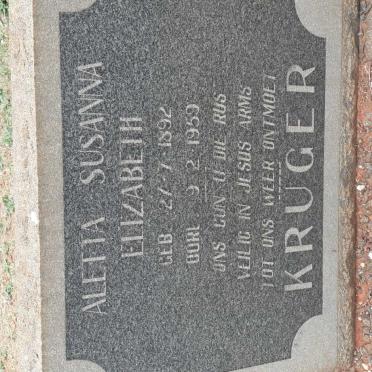 ALETTA SUSANNA
ELIZABETH
GEB 27 7 1892
OORL 9 2 1959
ONS GUN U DIE RUS
VEILIG IN JESUS ARMS
TOT ONS WEER ONTMOET
KRUGER